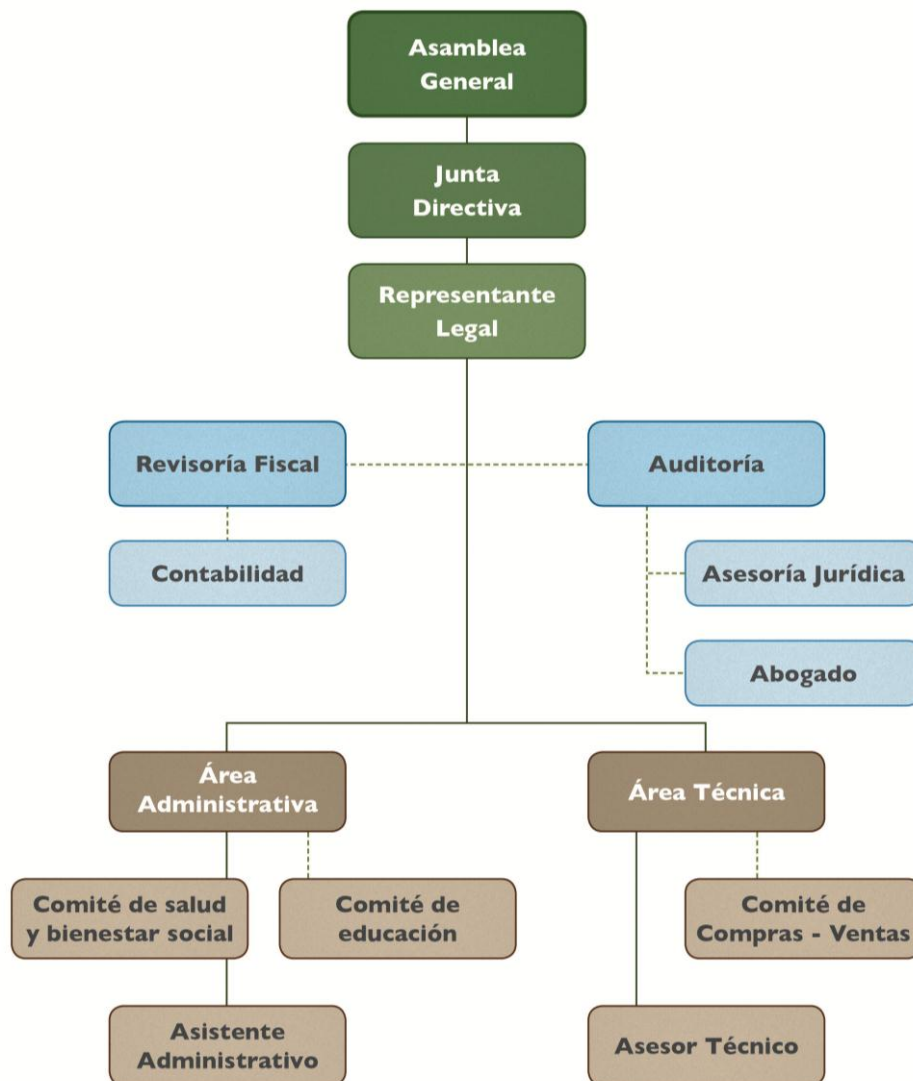 Asamblea
General
Junta
Directiva
Representante
Legal
Revisoría Fiscal
Auditoría
Contabilidad
Asesoría Jurídica
Abogado
Área
Administrativa
Área Técnica
Comité de salud
y bienestar social
Comité de
educación
Comité de
Compras - Ventas
Asistente
Administrativo
Asesor Técnico